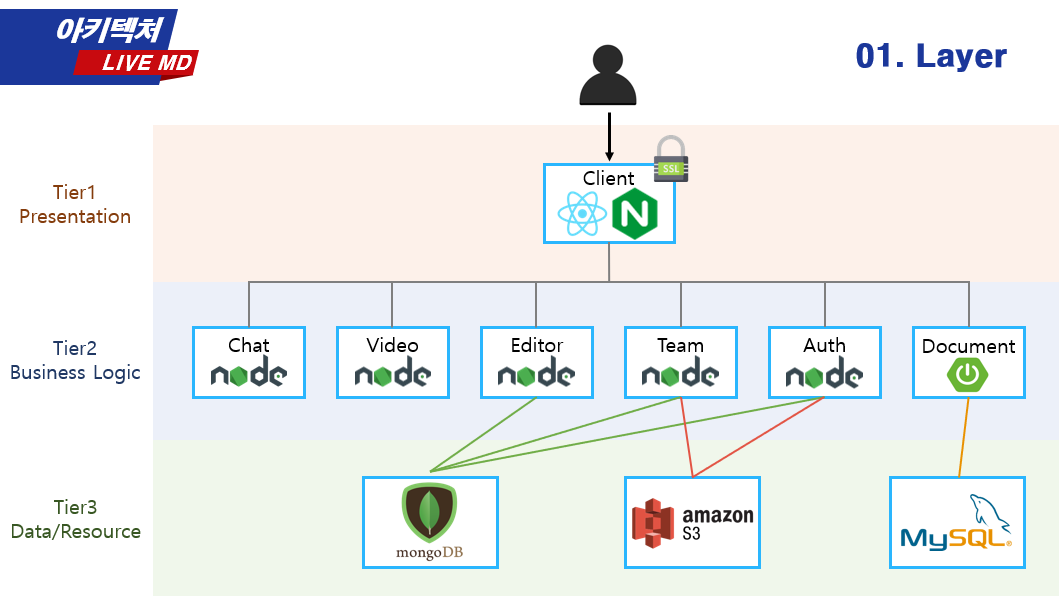 아키텍처
LIVE MD
01. Layer
Tier1
Presentation
SSL
Client
N
Tier2
Business Logic
Chat
node
Video
node
Editor
node
Team
node
Auth
node
Document
Tier3
Data/Resource
mongoDB
amazon
S3
MySQL®